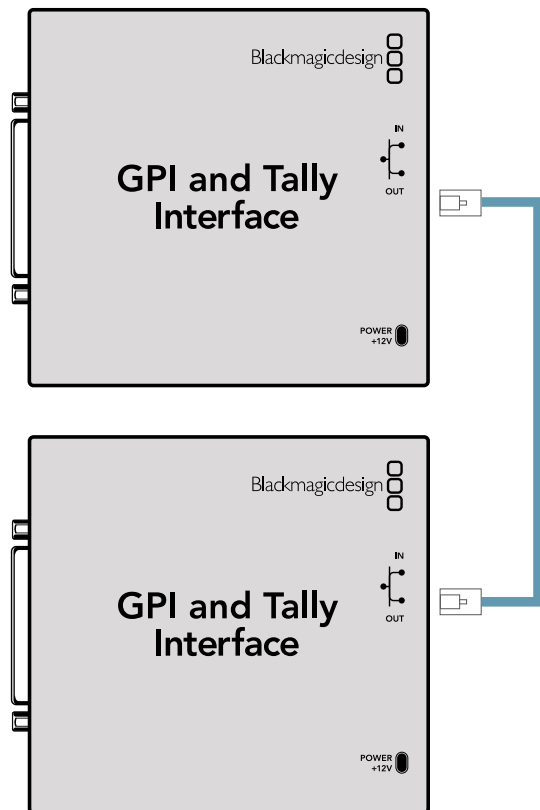 Blackmagicdesign
IN
OUT
GPI and Tally
Interface
POWER
+12V
Blackmagicdesign
IN
OUT
GPI and Tally
Interface
POWER
+12V